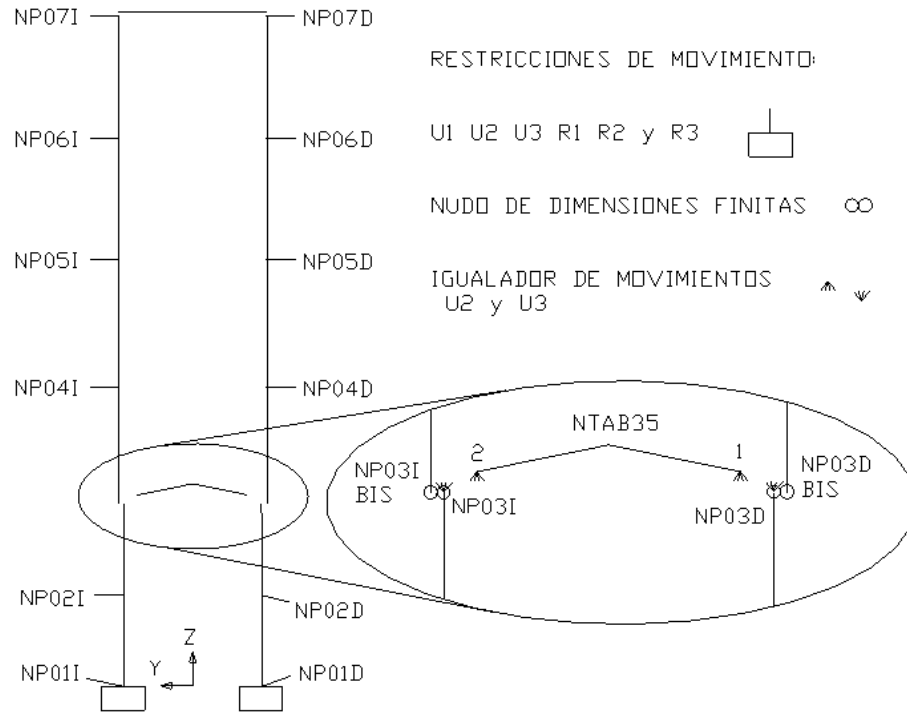 NP07I
NP07D
RESTRICCIONES DE MOVIMIENTO:
NP06I
NP06D
U1 U2 U3 R1 R2 y R3
NUDO DE DIMENSIONES FINITAS
NP05I
NP05D
IGUALADOR DE MOVIMIENTOS
U2 y U3
NP04I
NP04D
NTAB35
2
1
NP03I
BIS
NP03I
NP03D
BIS
NP03D
NP02I
NP02D
Z
Y
NP01I
NP01D